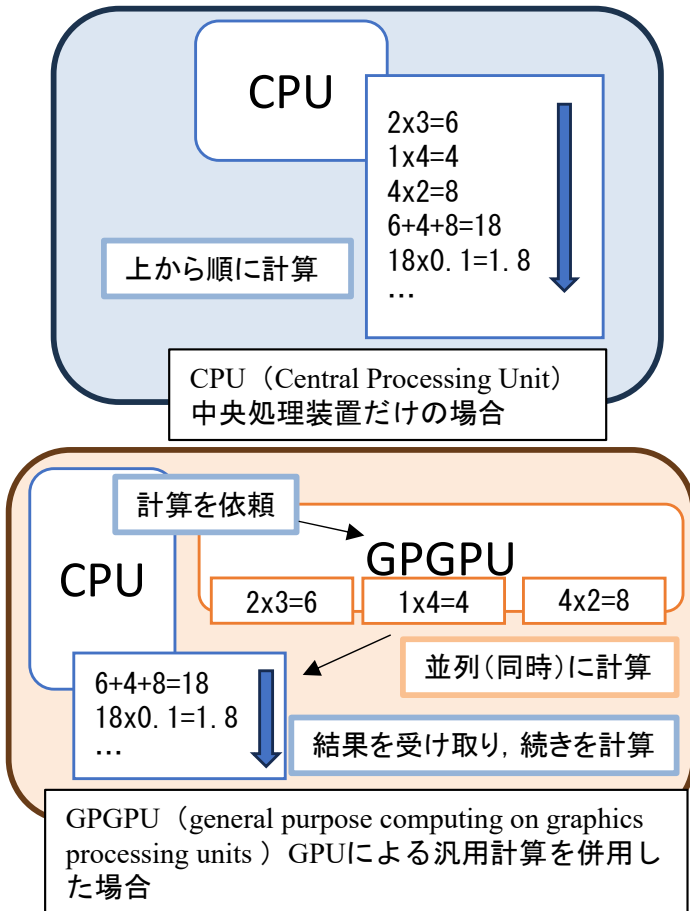 CPU
2x3=6
1x4=4
4x2=8
6+4+8=18
18x0.1=1.8
…
上から順に計算
CPU（Central Processing Unit）
中央処理装置だけの場合
計算を依頼
CPU
GPGPU
2x3=6
1x4=4
4x2=8
並列(同時)に計算
6+4+8=18
18x0.1=1.8
…
結果を受け取り，続きを計算
GPGPU（general purpose computing on graphics
processing units ）GPUによる汎用計算を併用し
た場合